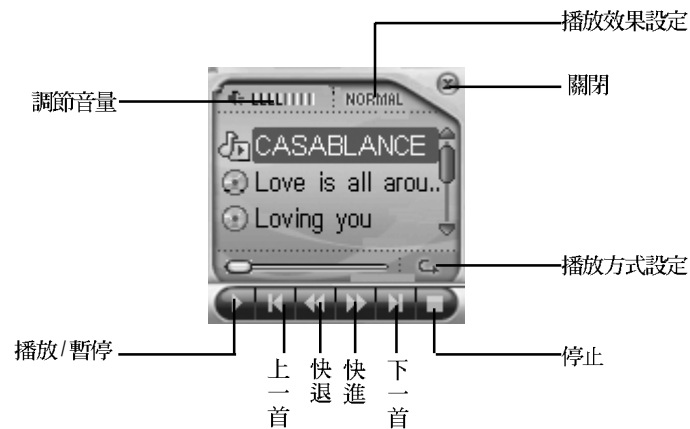 播放效果設定
關閉
調節音量
NORMAL
CASABLANCE
Love is all arou..
Loving you
播放方式設定
播放/暫停
上一首
快退
快進
下一首
停止